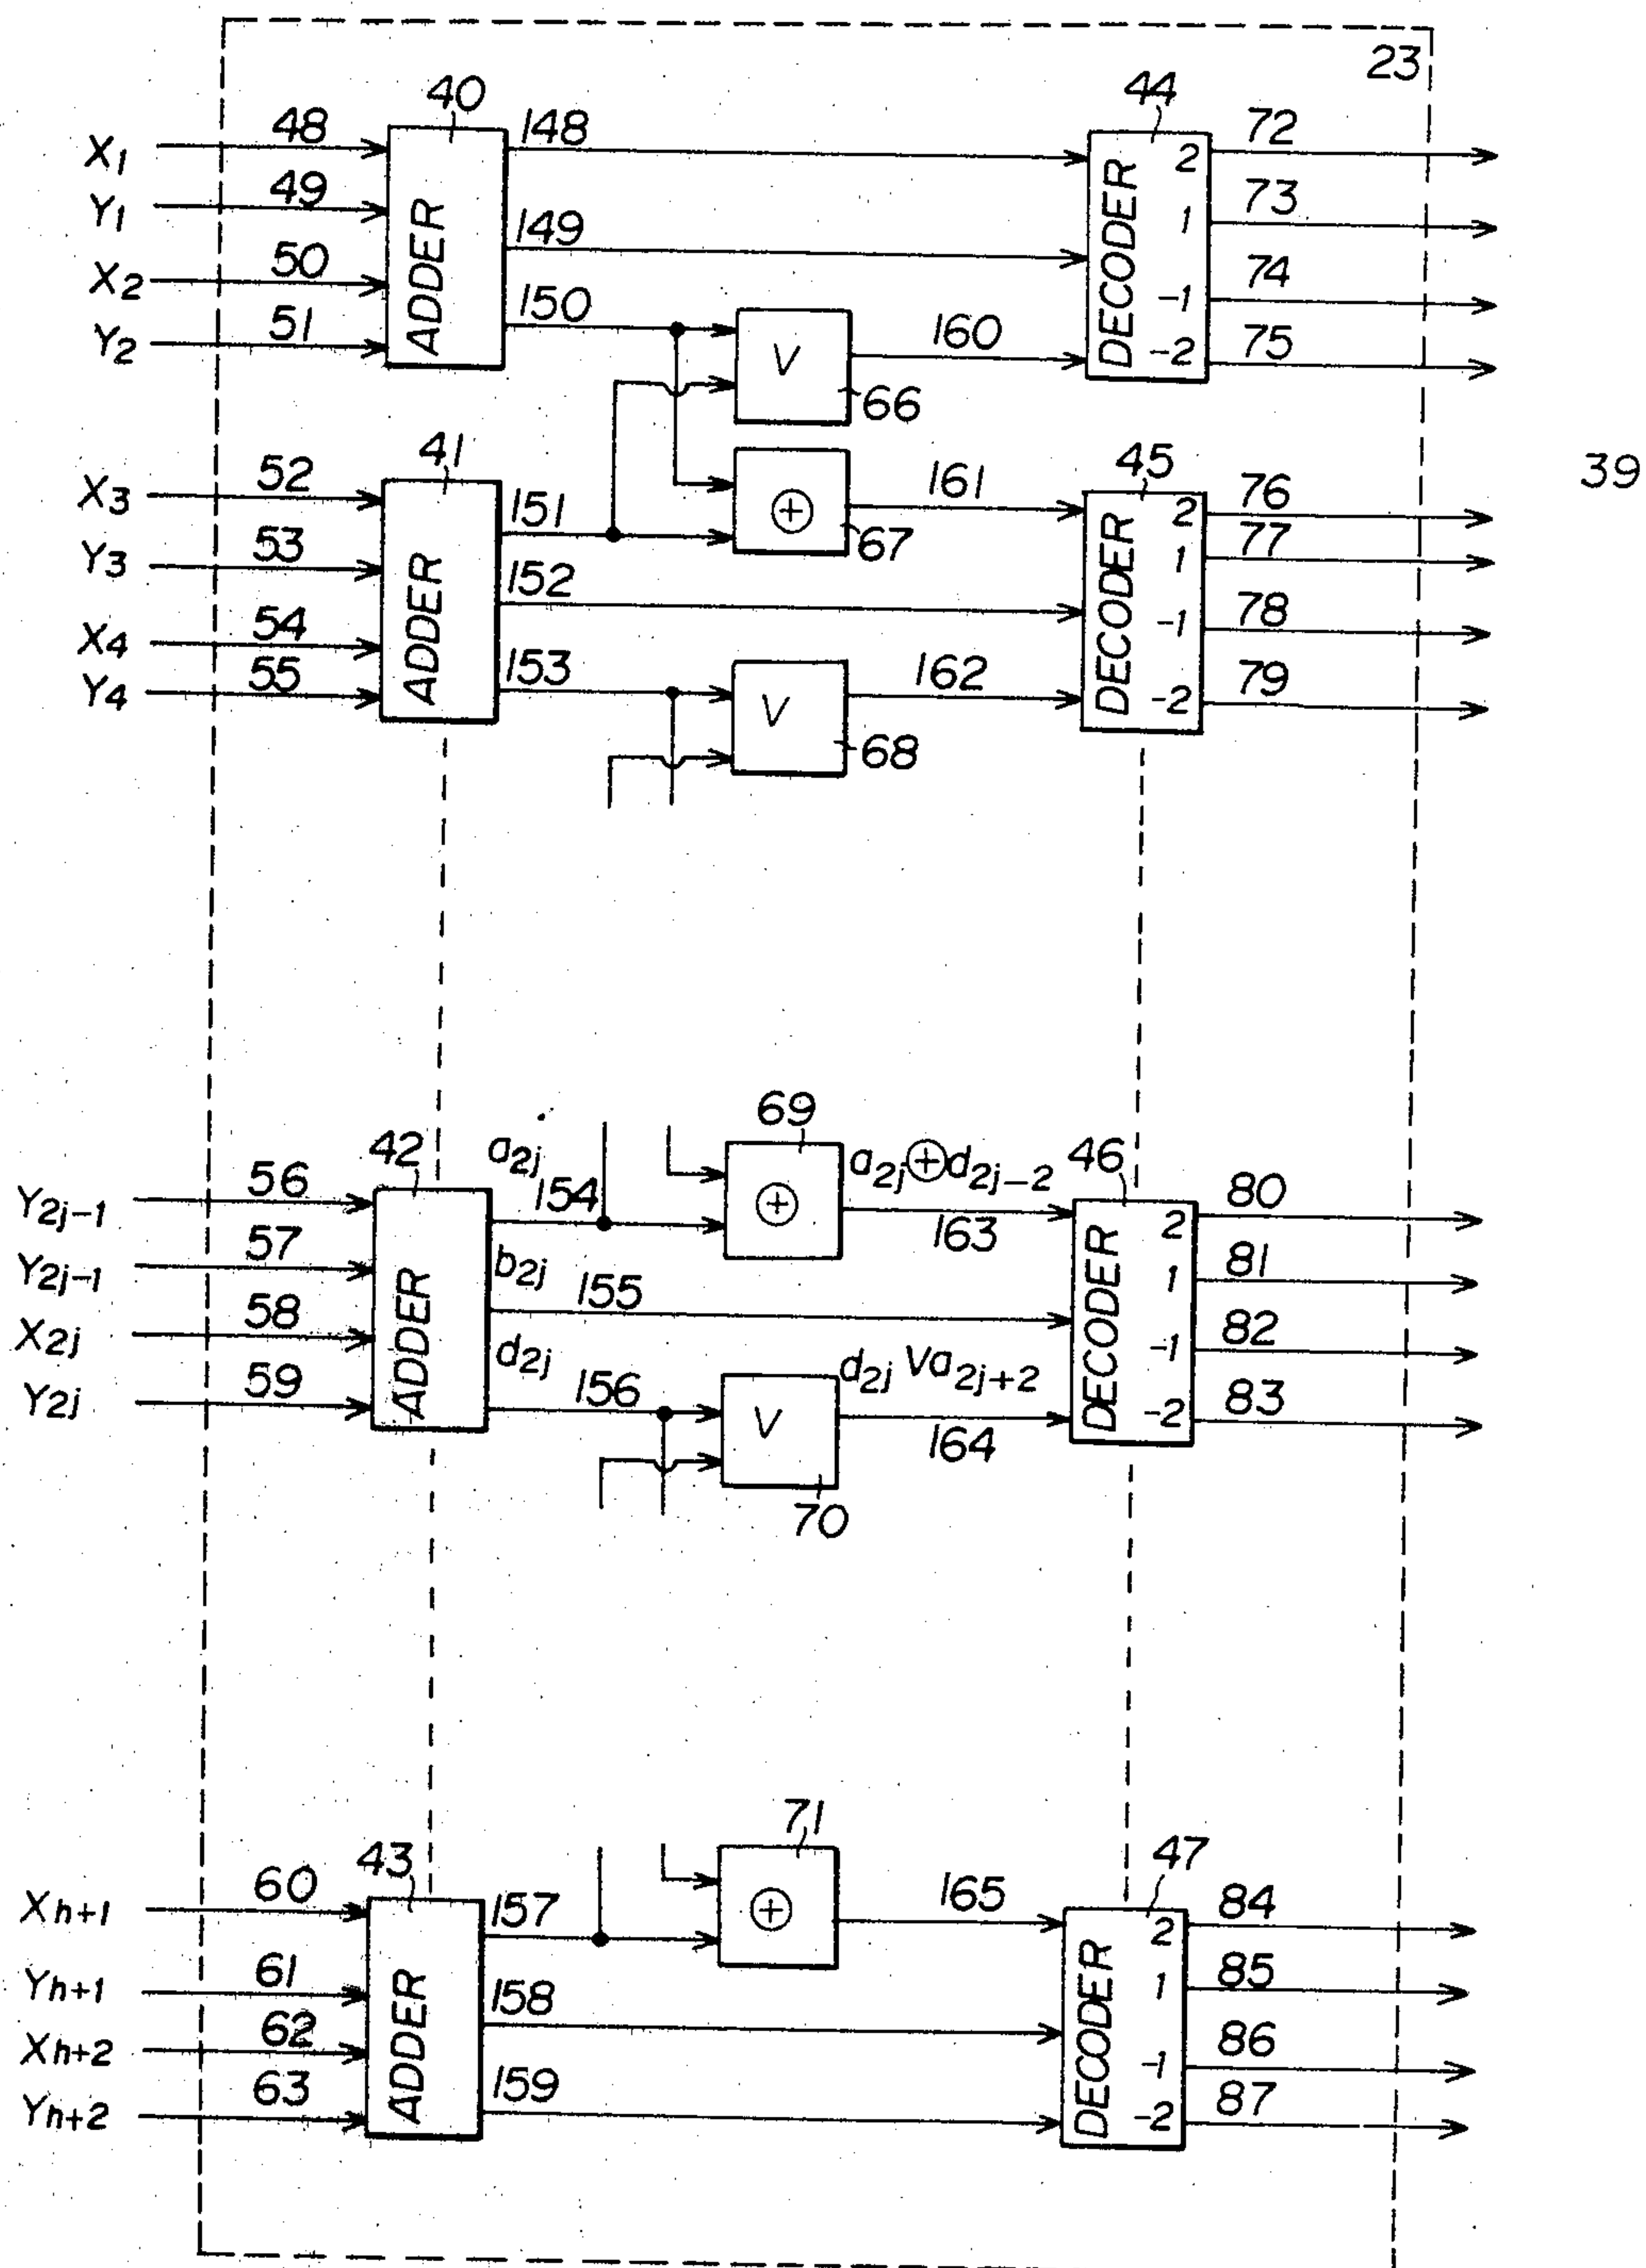 23
40 44
X1 48 148 2 72
Y1 49 1 73
ADDER 149 DECODER
X2 50 -1 74
Y2 51 150 V 160 -2 75
66
41 45 39
X3 52 151 161 2 76
⊕ 67
Y3 53 1 77
ADDER 152 DECODER
X4 54 -1 78
Y4 55 153 V 162 -2 79
68
69
42 a2j a2j⊕d2j-2 46
Y2j-1 56 154 ⊕ 163 2 80
Y2j-1 57 b2j 1 81
ADDER 155 DECODER
X2j 58 d2j d2j Va2j+2 -1 82
Y2j 59 156 V 164 -2 83
70
71
43 47
Xh+1 60 157 ⊕ 165 2 84
Yh+1 61 1 85
ADDER 158 DECODER
Xh+2 62 -1 86
Yh+2 63 159 -2 87